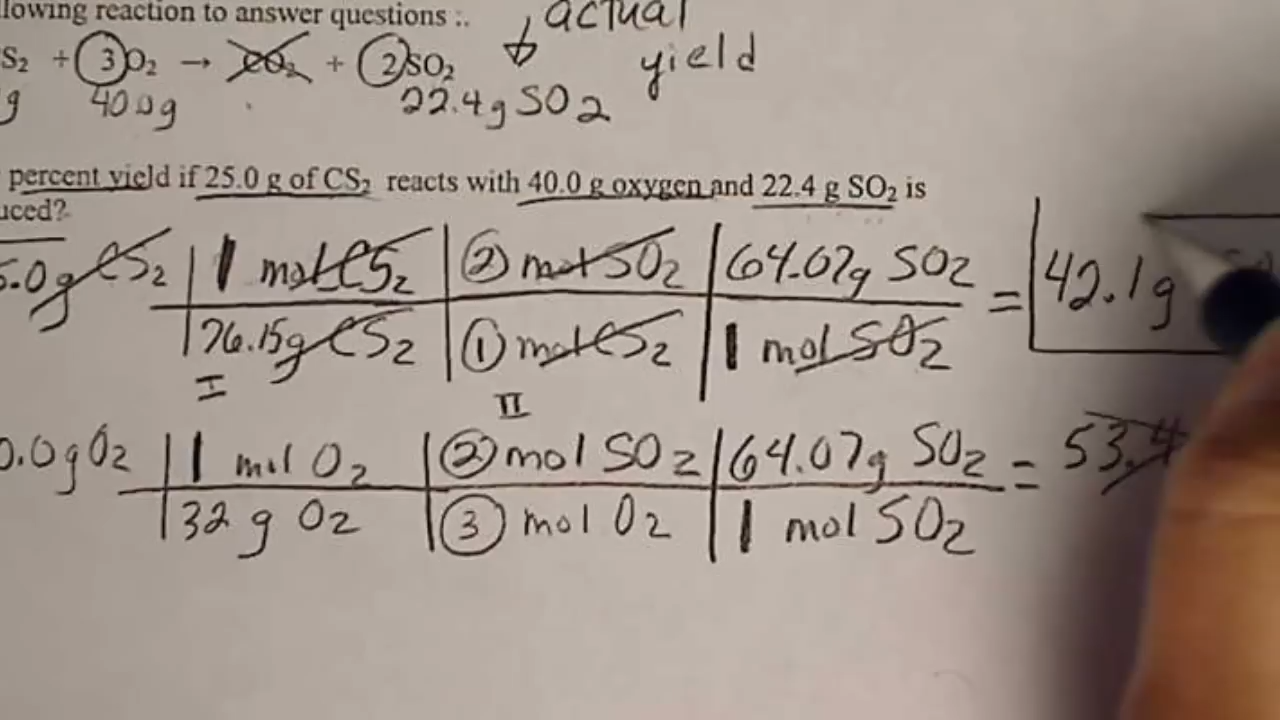 llowing reaction to answer questions :.
actual
yield
S₂ + 3O₂ → CO₂ + 2SO₂
g 40.0g 22.4g SO2
percent yield if 25.0 g of CS₂ reacts with 40.0 g oxygen and 22.4 g SO₂ is
uced?
5.0g CS2 | 1 mol CS2 | 2 mol SO2 | 64.07g SO2 = 42.1g
76.15g CS2 | 1 mol CS2 | 1 mol SO2
I II
0.0g O2 | 1 mol O2 | 2 mol SO2 | 64.07g SO2 = 53.4
32 g O2 | 3 mol O2 | 1 mol SO2